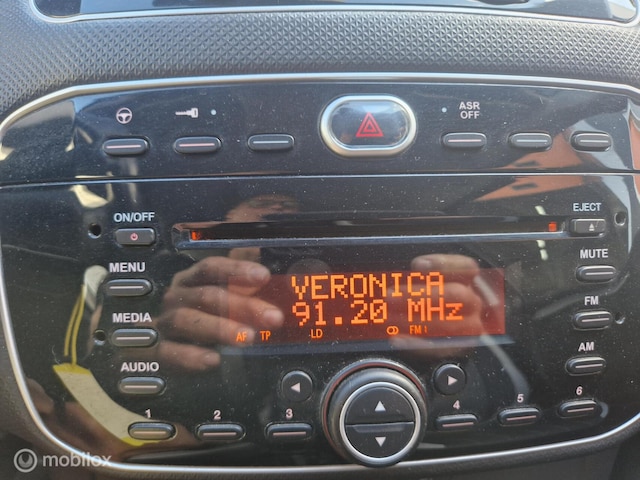 ASR
OFF
ON/OFF
EJECT
MENU
MUTE
VERONICA
91.20 MHz
MEDIA
FM
AF TP LD FM1
AUDIO
AM
1 2 3 4 5 6
mobilox